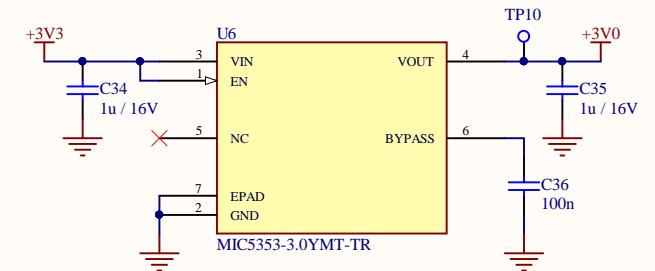 TP10
+3V3
U6
+3V0
3
VIN
VOUT
4
1
EN
C34
1u / 16V
C35
1u / 16V
5
NC
BYPASS
6
7
EPAD
C36
100n
2
GND
MIC5353-3.0YMT-TR